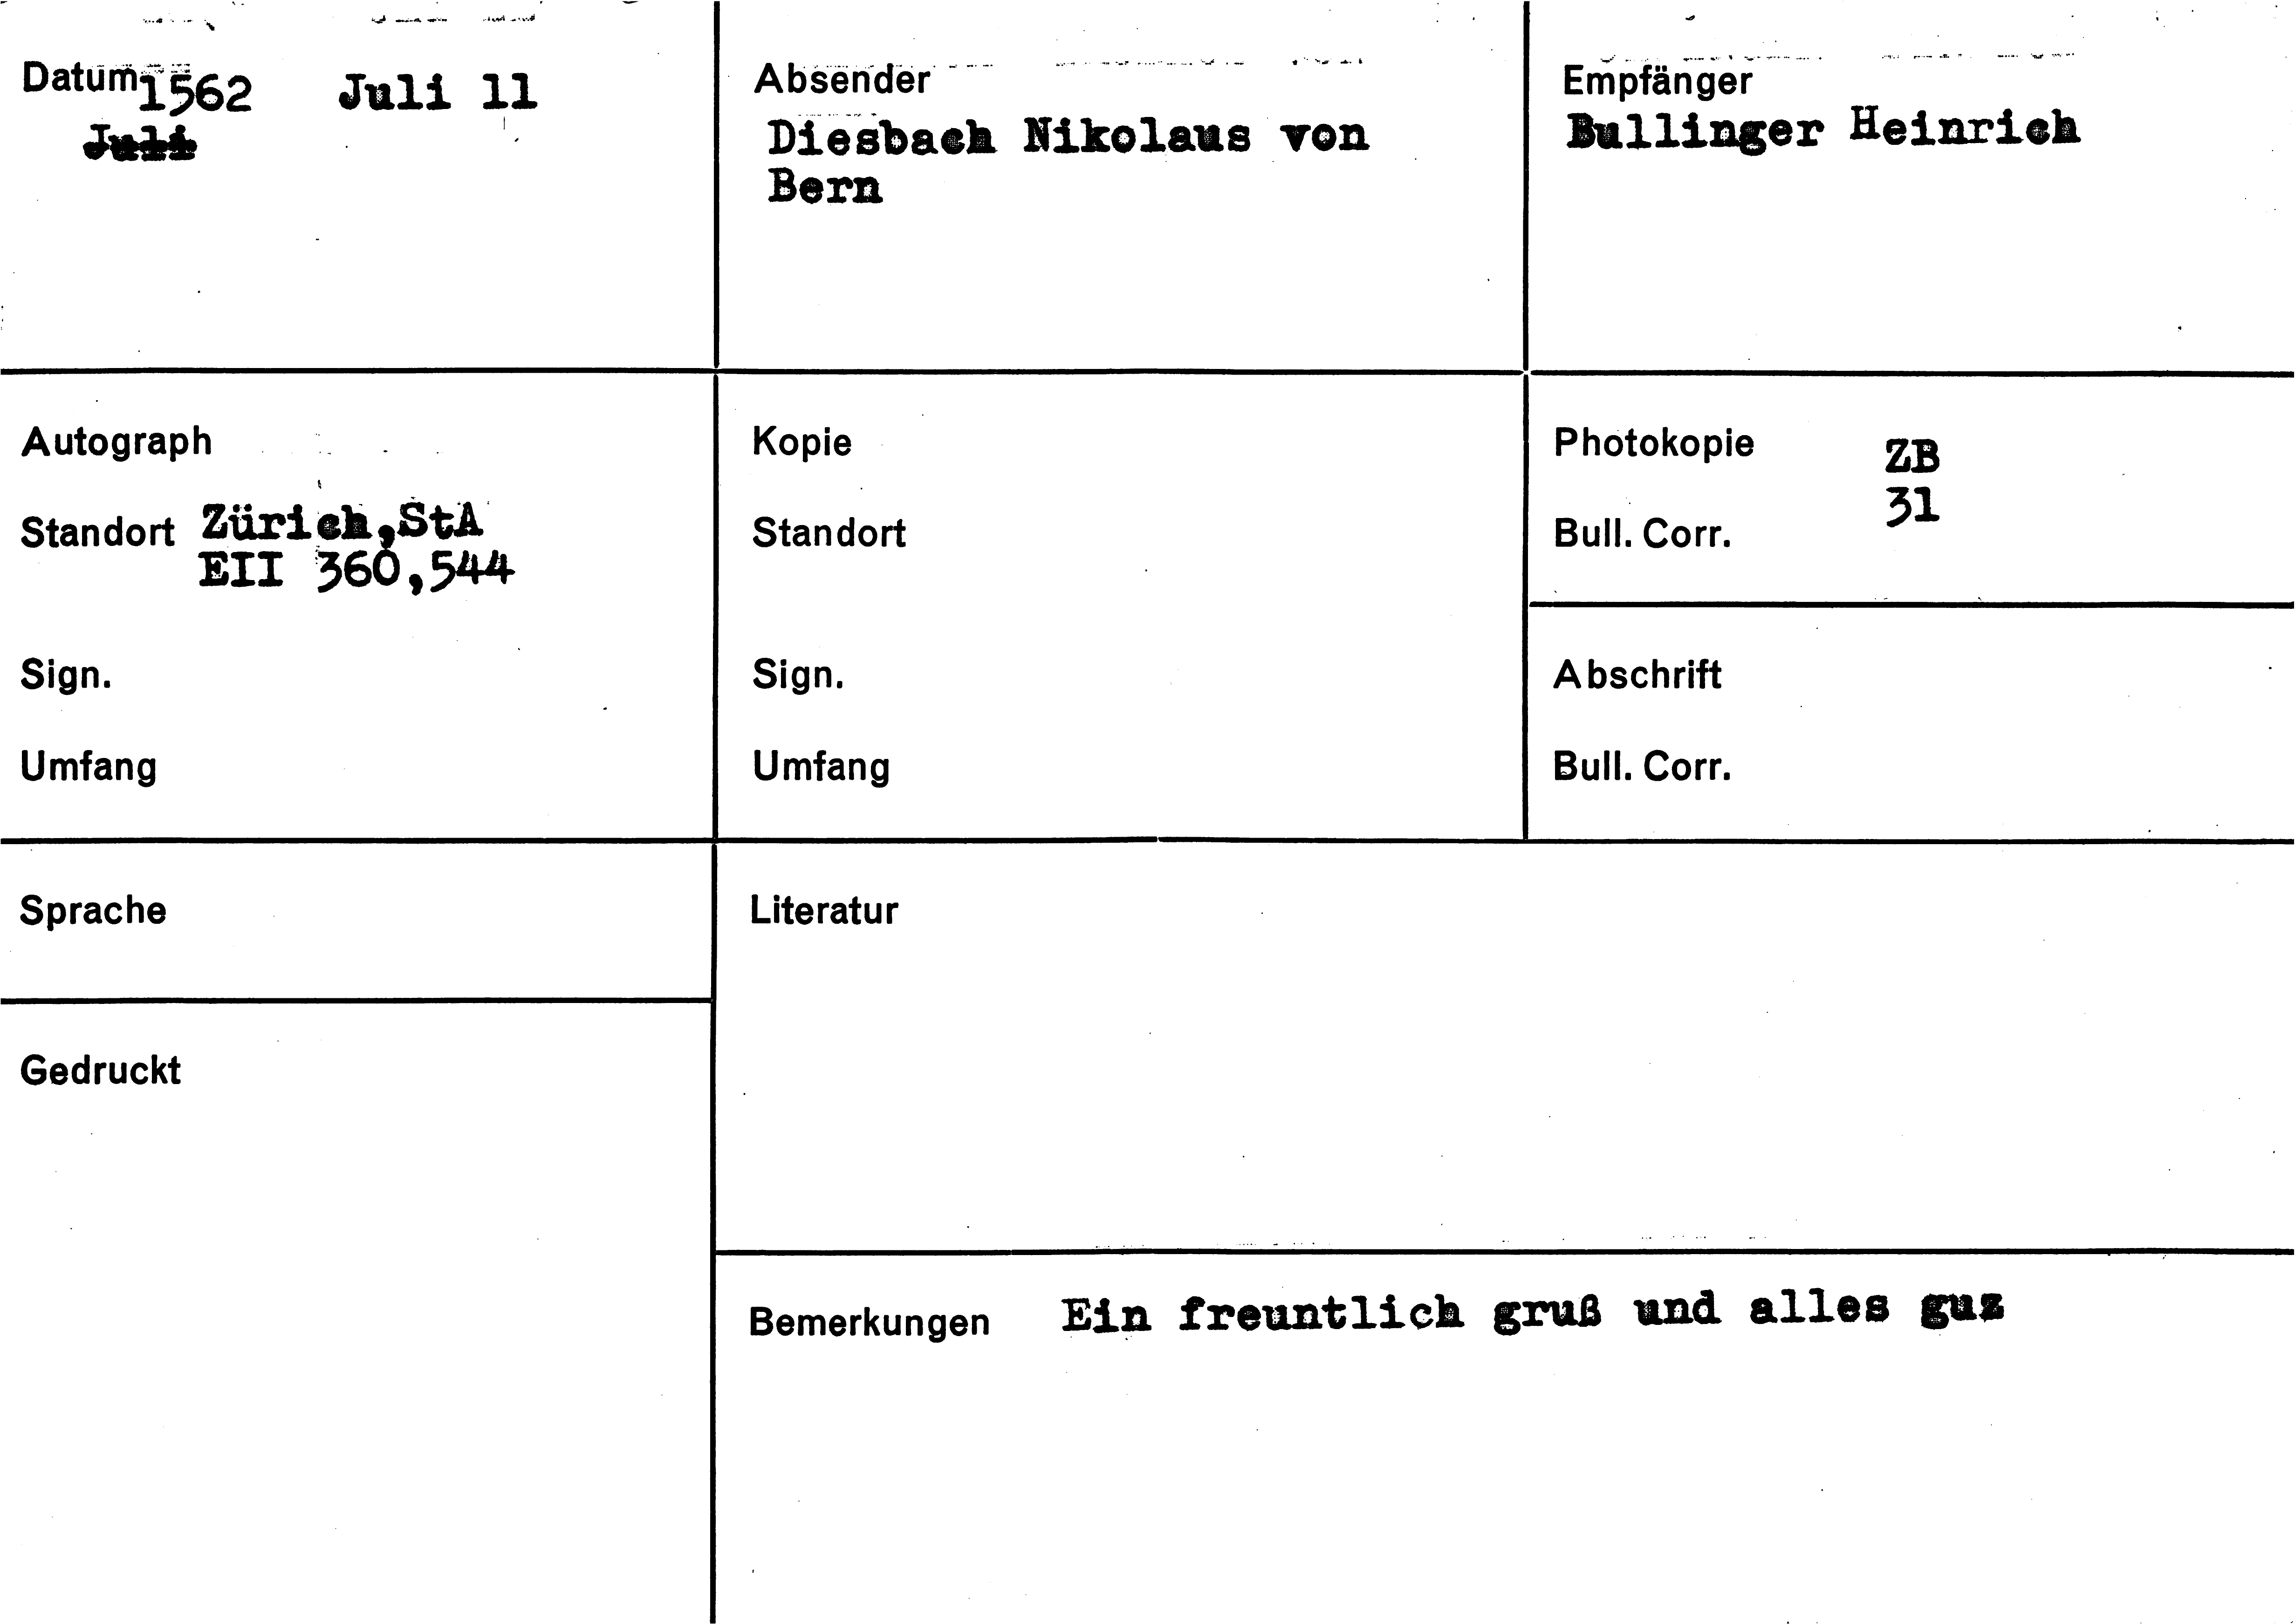 Datum 1562 Juli 11
Juli
Absender
Diesbach Nikolaus von
Bern
Empfänger
Bullinger Heinrich
Autograph
Standort Zürich,StA
EII 360,544
Sign.
Umfang
Kopie
Standort
Sign.
Umfang
Photokopie ZB
Bull. Corr. 31
Abschrift
Bull. Corr.
Sprache
Gedruckt
Literatur
Bemerkungen Ein freuntlich gruß und alles guz